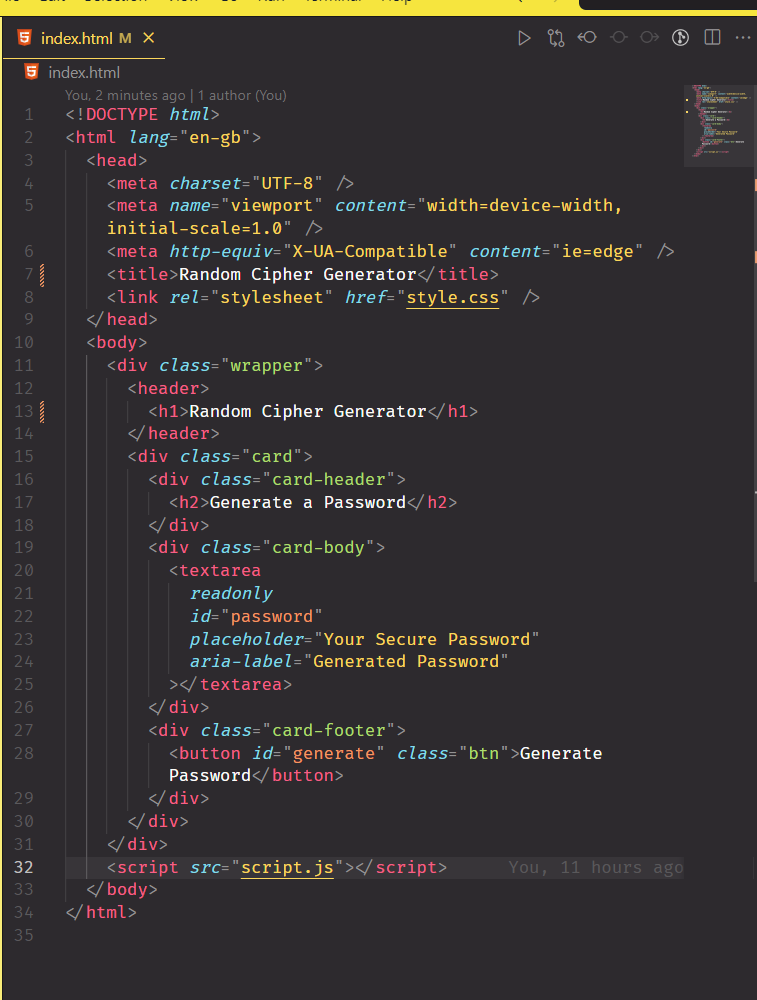 File Edit Selection View Go Run Terminal Help
index.html M
index.html
You, 2 minutes ago | 1 author (You)
1 <!DOCTYPE html>
2 <html lang="en-gb">
3 <head>
4 <meta charset="UTF-8" />
5 <meta name="viewport" content="width=device-width,
initial-scale=1.0" />
6 <meta http-equiv="X-UA-Compatible" content="ie=edge" />
7 <title>Random Cipher Generator</title>
8 <link rel="stylesheet" href="style.css" />
9 </head>
10 <body>
11 <div class="wrapper">
12 <header>
13 <h1>Random Cipher Generator</h1>
14 </header>
15 <div class="card">
16 <div class="card-header">
17 <h2>Generate a Password</h2>
18 </div>
19 <div class="card-body">
20 <textarea
21 readonly
22 id="password"
23 placeholder="Your Secure Password"
24 aria-label="Generated Password"
25 ></textarea>
26 </div>
27 <div class="card-footer">
28 <button id="generate" class="btn">Generate
Password</button>
29 </div>
30 </div>
31 </div>
32 <script src="script.js"></script> You, 11 hours ago
33 </body>
34 </html>
35